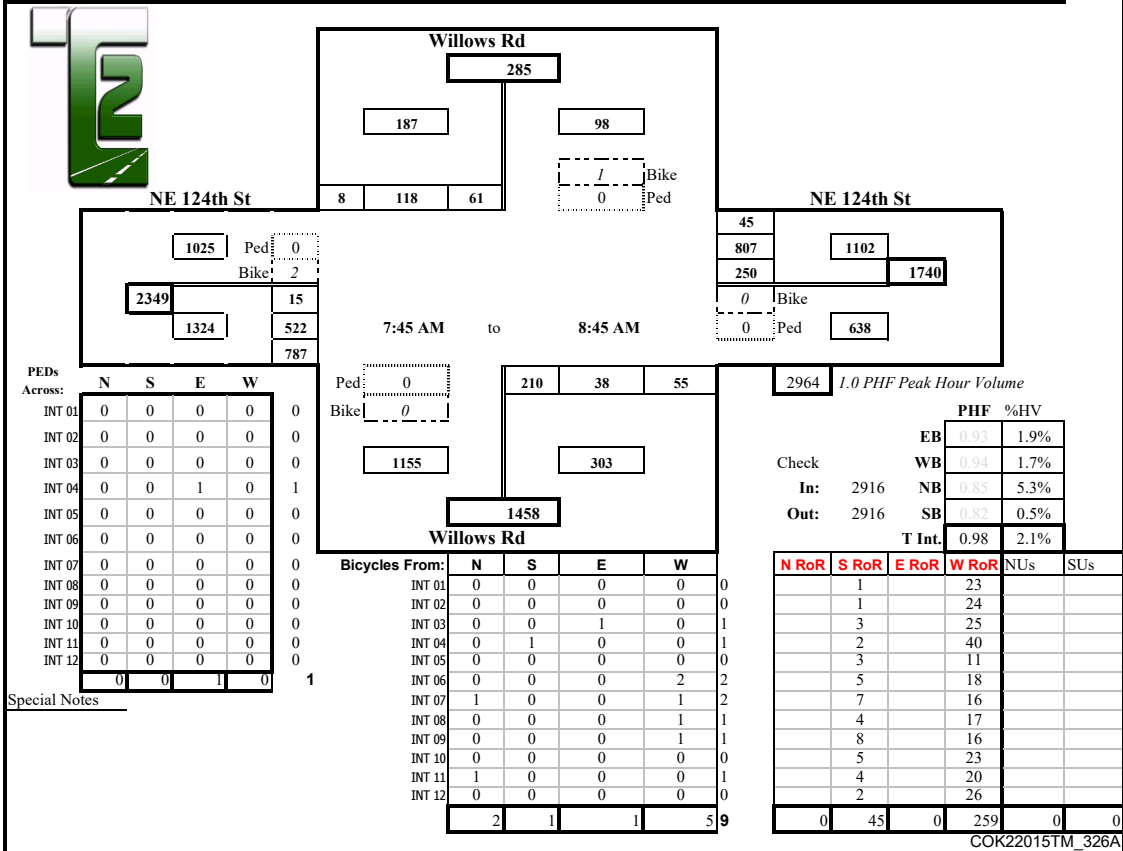 T2
Willows Rd
285
187 98
1 Bike
NE 124th St 8 118 61 0 Ped NE 124th St
45
1025 Ped 0 807 1102
Bike 2 250 1740
2349 15 0 Bike
1324 522 7:45 AM to 8:45 AM 0 Ped 638
787
PEDs
Across: N S E W Ped 0 210 38 55 2964 1.0 PHF Peak Hour Volume
INT 01 0 0 0 0 0 Bike 0 PHF %HV
INT 02 0 0 0 0 0 EB 0.93 1.9%
INT 03 0 0 0 0 0 1155 303 Check WB 0.94 1.7%
INT 04 0 0 1 0 1 In: 2916 NB 0.85 5.3%
INT 05 0 0 0 0 0 1458 Out: 2916 SB 0.82 0.5%
INT 06 0 0 0 0 0 Willows Rd T Int. 0.98 2.1%
INT 07 0 0 0 0 0 Bicycles From: N S E W N RoR S RoR E RoR W RoR NUs SUs
INT 08 0 0 0 0 0 INT 01 0 0 0 0 0 1 23
INT 09 0 0 0 0 0 INT 02 0 0 0 0 0 1 24
INT 10 0 0 0 0 0 INT 03 0 0 1 0 1 3 25
INT 11 0 0 0 0 0 INT 04 0 1 0 0 1 2 40
INT 12 0 0 0 0 0 INT 05 0 0 0 0 0 3 11
0 0 1 0 1 INT 06 0 0 0 2 2 5 18
Special Notes INT 07 1 0 0 1 2 7 16
INT 08 0 0 0 1 1 4 17
INT 09 0 0 0 1 1 8 16
INT 10 0 0 0 0 0 5 23
INT 11 1 0 0 0 1 4 20
INT 12 0 0 0 0 0 2 26
2 1 1 5 9 0 45 0 259 0 0
COK22015TM_326A